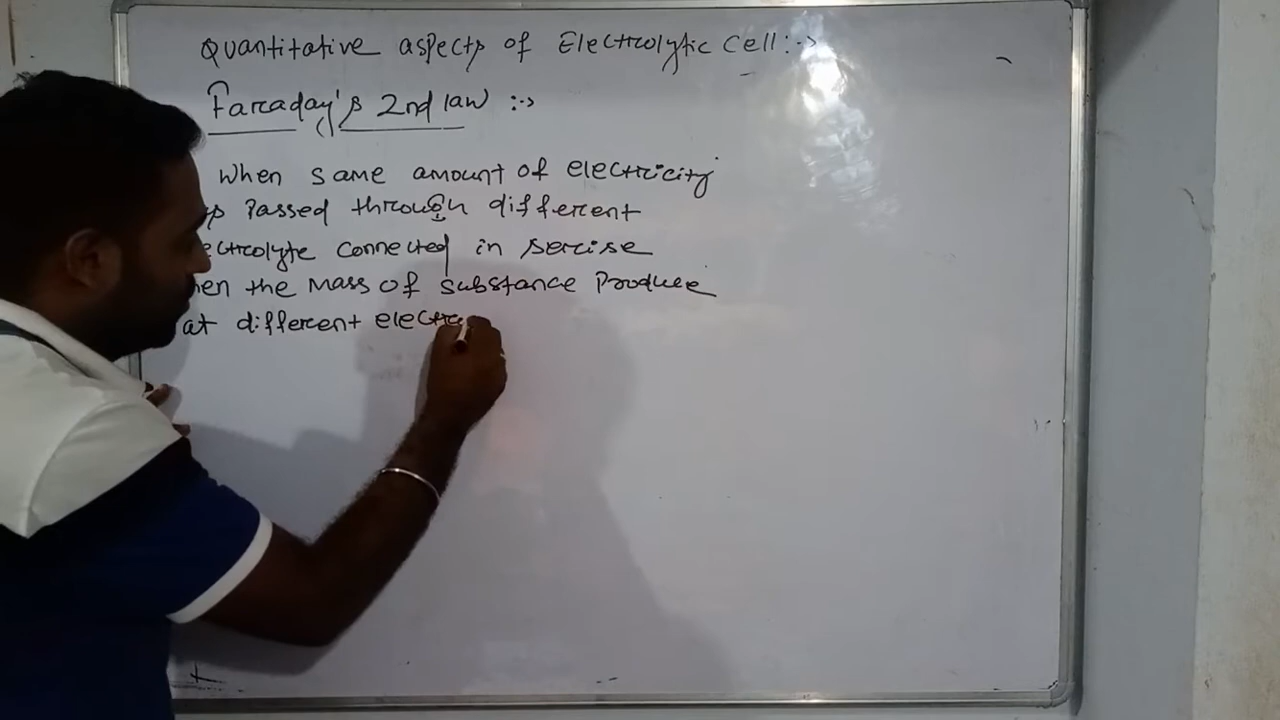 Quantitative aspects of Electrolytic Cell :->
Faraday's 2nd law :->
When same amount of electricity
Passed through different
ectrolyte connected in serise
hen the Mass of substance Produce
at different electro